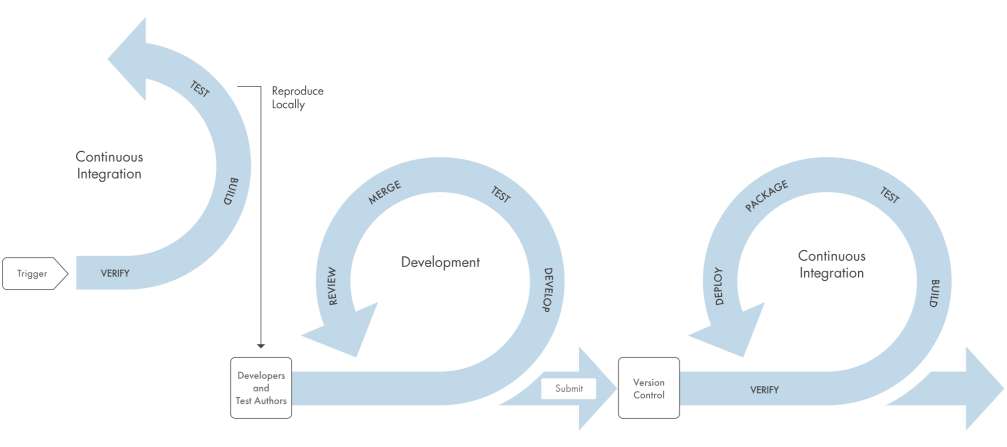 TEST
Reproduce
Locally
Continuous
Integration
BUILD
Trigger
VERIFY
MERGE
TEST
Development
REVIEW
DEVELOP
Developers
and
Test Authors
Submit
PACKAGE
TEST
Continuous
Integration
DEPLOY
BUILD
Version
Control
VERIFY